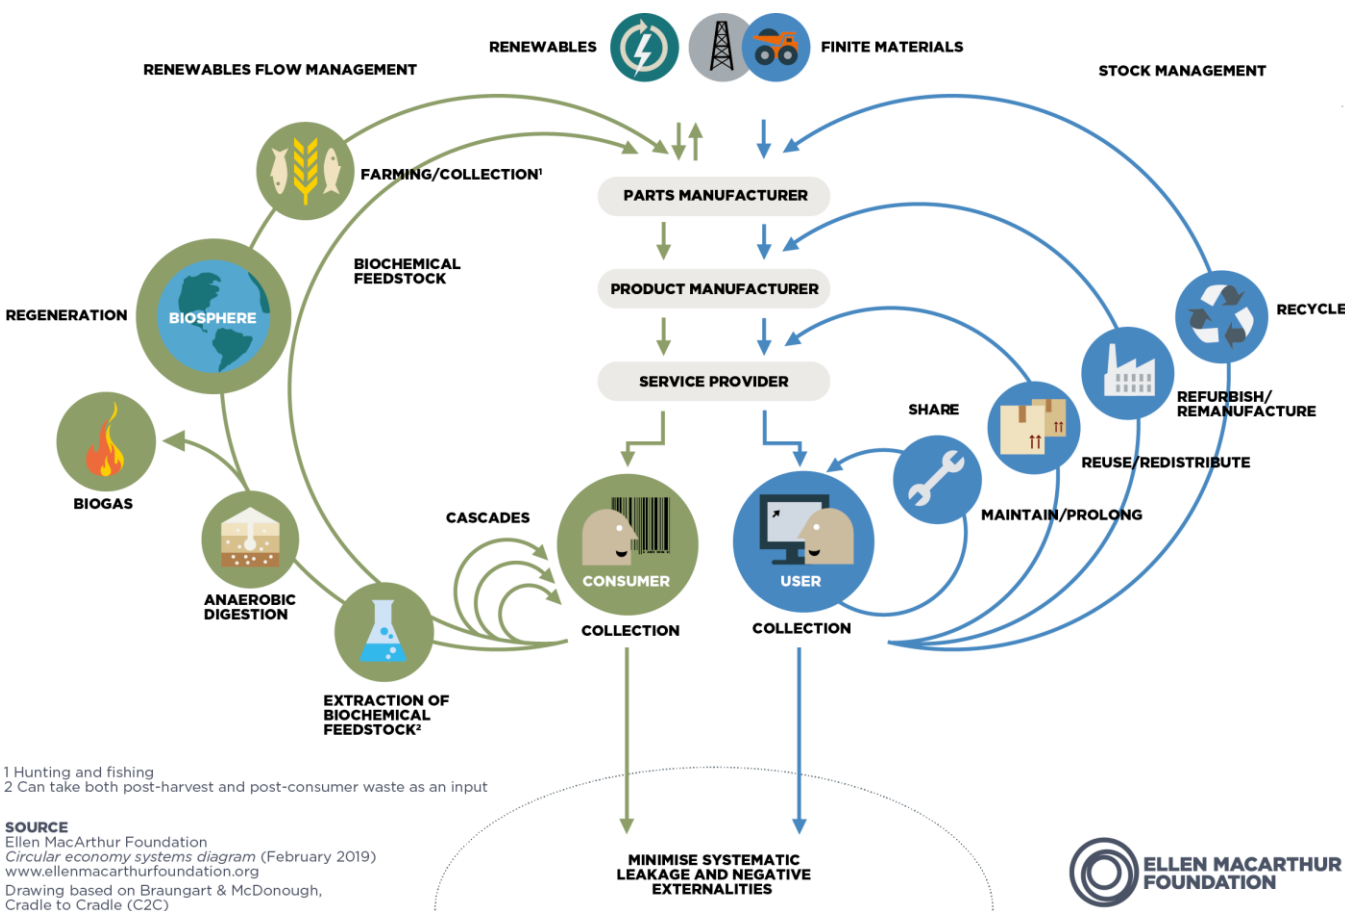 RENEWABLES
FINITE MATERIALS
RENEWABLES FLOW MANAGEMENT
STOCK MANAGEMENT
FARMING/COLLECTION¹
PARTS MANUFACTURER
BIOCHEMICAL
FEEDSTOCK
PRODUCT MANUFACTURER
REGENERATION
BIOSPHERE
RECYCLE
SERVICE PROVIDER
SHARE
REFURBISH/
REMANUFACTURE
REUSE/REDISTRIBUTE
BIOGAS
CASCADES
MAINTAIN/PROLONG
CONSUMER
USER
ANAEROBIC
DIGESTION
COLLECTION
COLLECTION
EXTRACTION OF
BIOCHEMICAL
FEEDSTOCK²
1 Hunting and fishing
2 Can take both post-harvest and post-consumer waste as an input
SOURCE
Ellen MacArthur Foundation
Circular economy systems diagram (February 2019)
www.ellenmacarthurfoundation.org
Drawing based on Braungart & McDonough,
Cradle to Cradle (C2C)
MINIMISE SYSTEMATIC
LEAKAGE AND NEGATIVE
EXTERNALITIES
ELLEN MACARTHUR
FOUNDATION